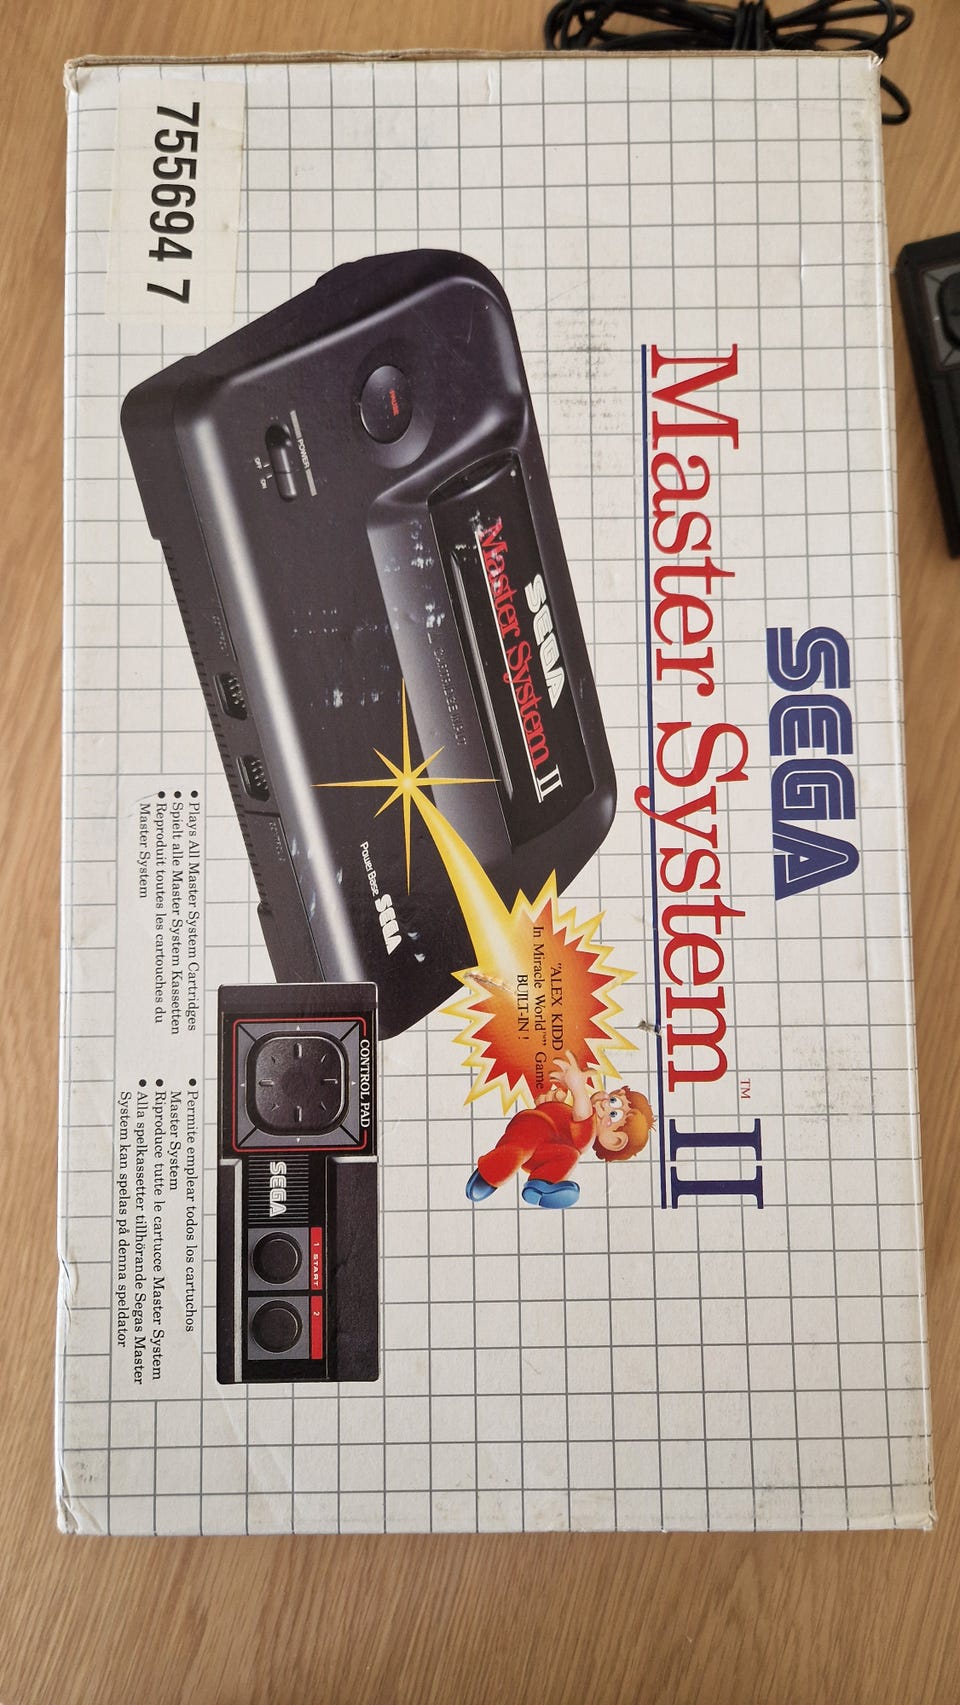 755694 7
SEGA
Master System II
TM
PAUSE
POWER
OFF
ON
SEGA
Master System II
CARTRIDGE INPUT
Power Base SEGA
"ALEX KIDD
In Miracle World™" Game
BUILT-IN !
CONTROL PAD
SEGA
1 START
2
● Plays All Master System Cartridges
● Spielt alle Master System Kassetten
● Reproduit toutes les cartouches du
Master System
● Permite emplear todos los cartuchos
Master System
● Riproduce tutte le cartucce Master System
● Alla spelkassetter tillhörande Segas Master
System kan spelas på denna speldator